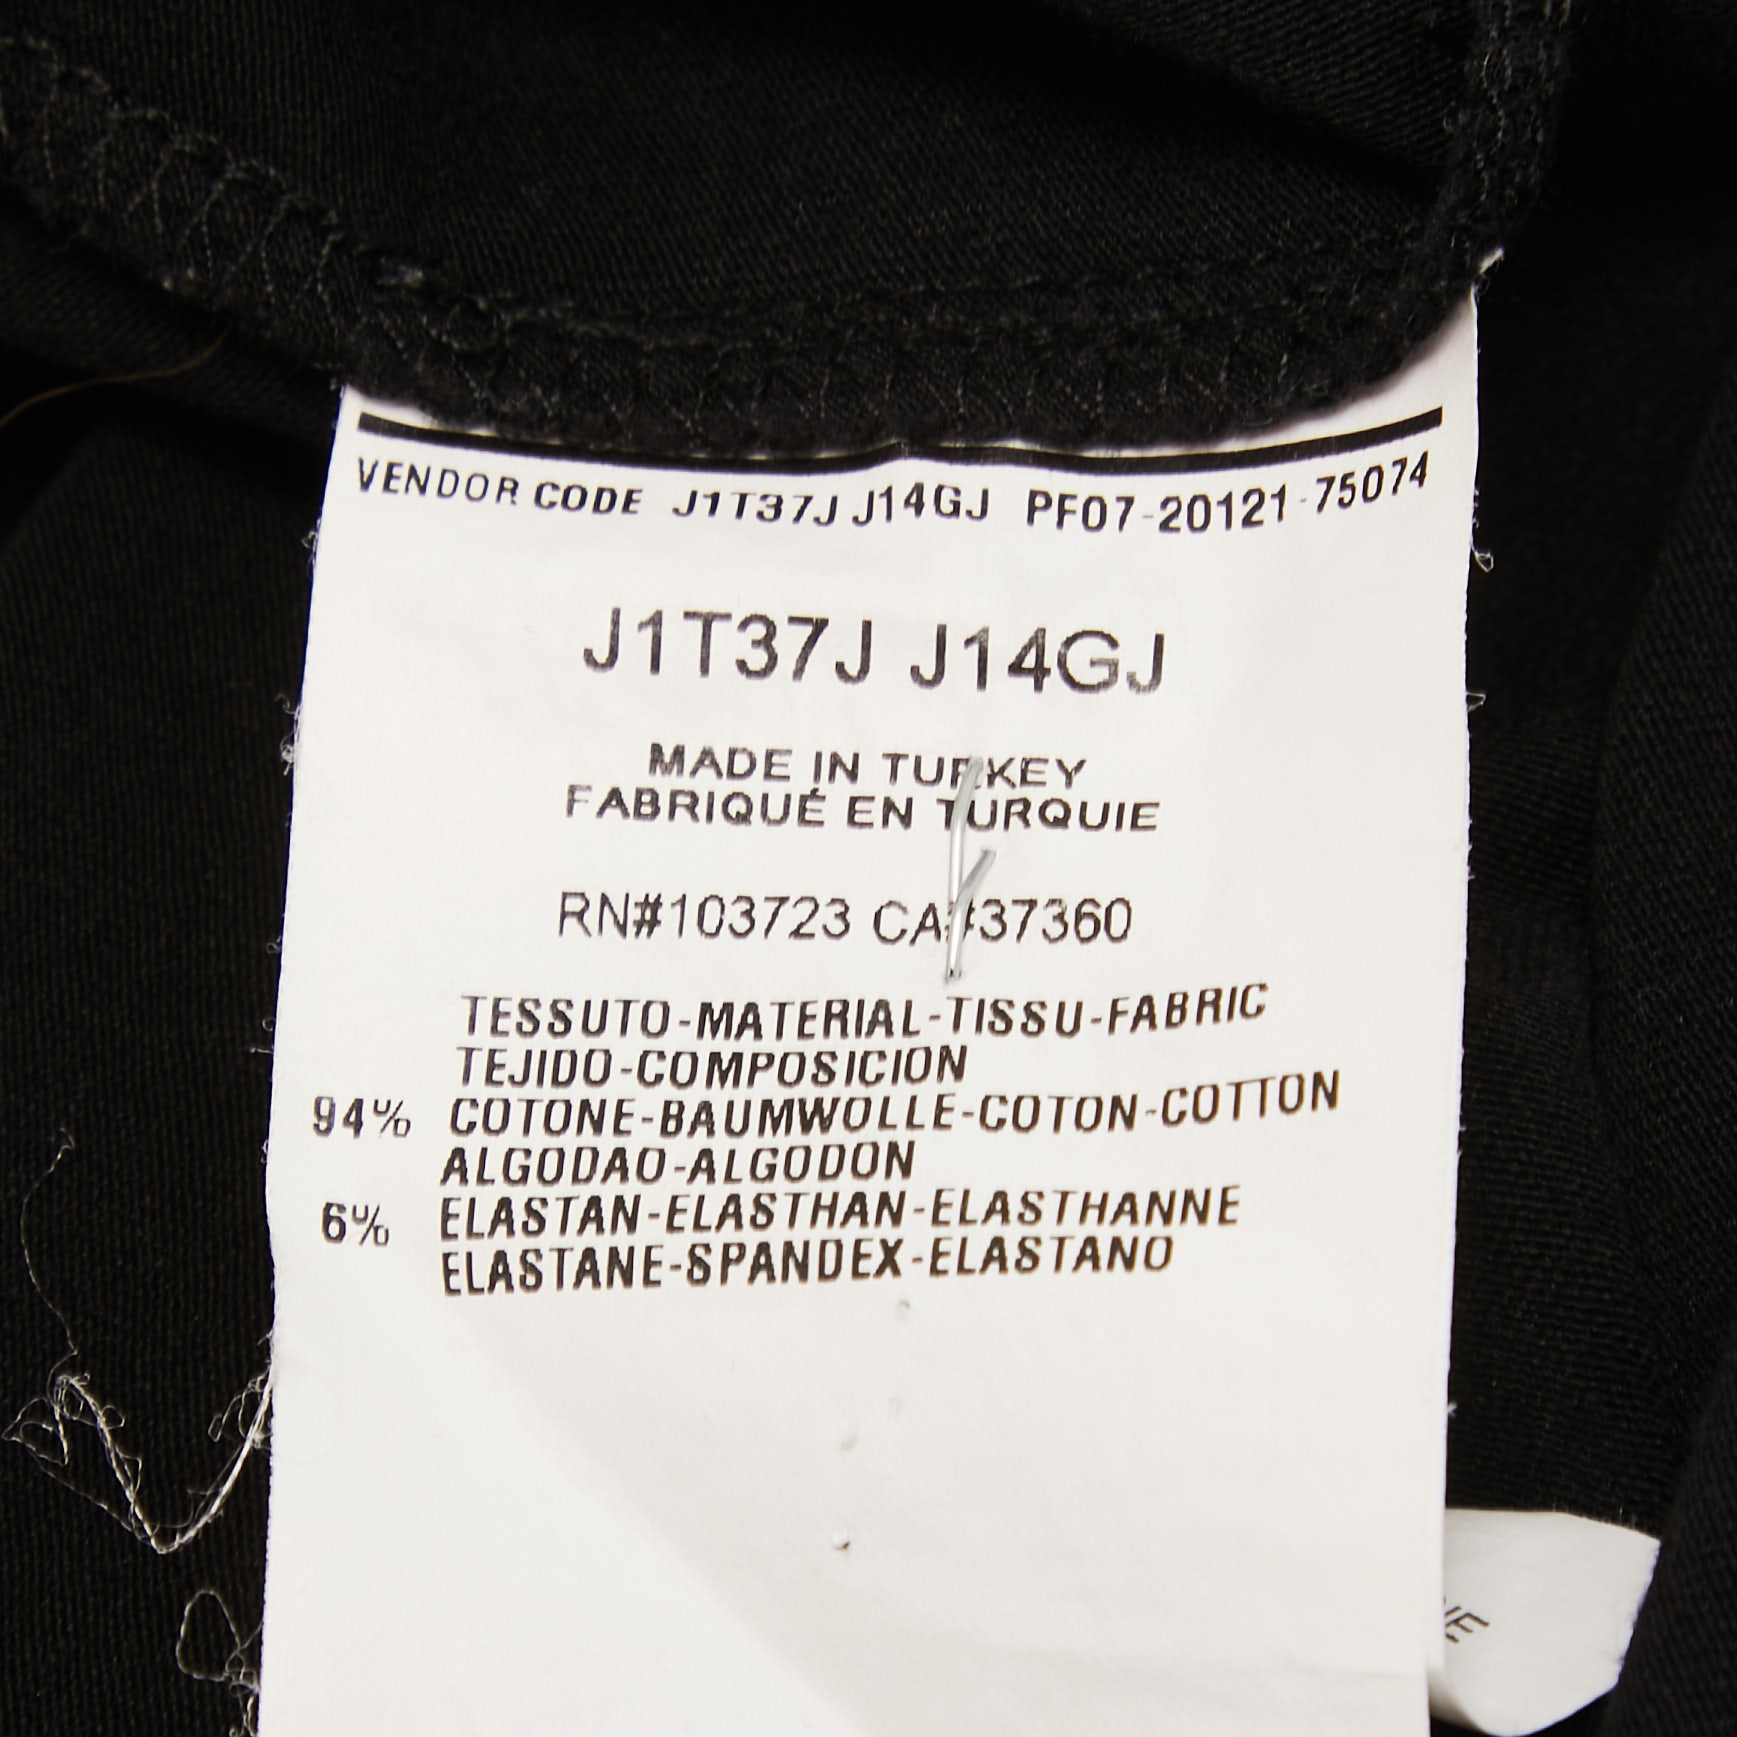 VENDOR CODE J1T37J J14GJ PF07-20121-75074
J1T37J J14GJ
MADE IN TURKEY
FABRIQUÉ EN TURQUIE
RN#103723 CA#37360
TESSUTO-MATERIAL-TISSU-FABRIC
TEJIDO-COMPOSICION
94% COTONE-BAUMWOLLE-COTON-COTTON
ALGODAO-ALGODON
6% ELASTAN-ELASTHAN-ELASTHANNE
ELASTANE-SPANDEX-ELASTANO